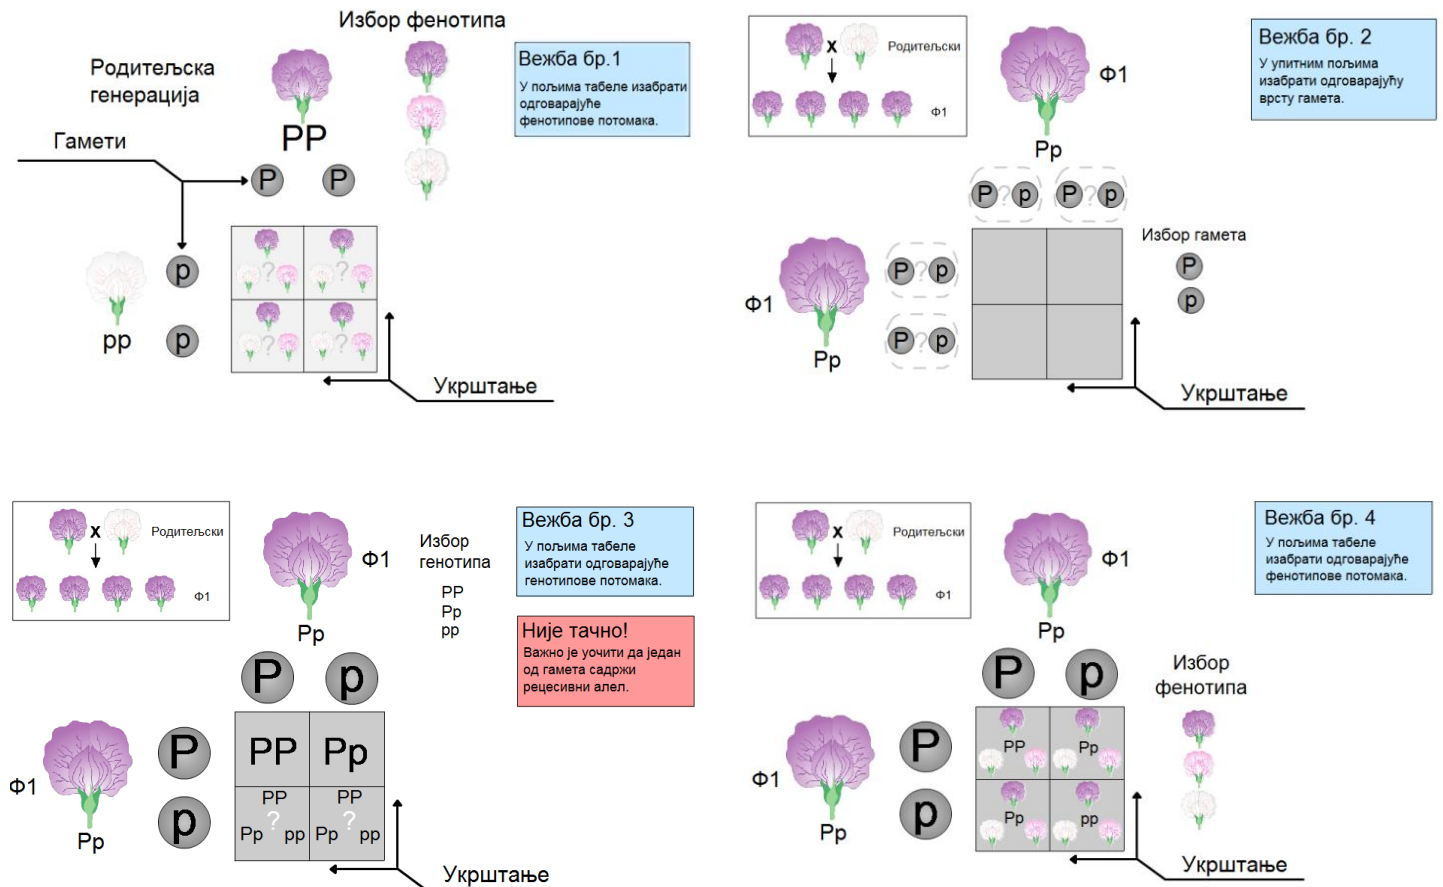 Избор фенотипа
Родитељска
генерација
PP
Гамети
P P
p
pp
p
? ?
? ?
Укрштање
Вежба бр.1
У пољима табеле изабрати
одговарајуће
фенотипове потомака.
X Родитељски
Ф1
Ф1
Pp
P ? p P ? p
Ф1
Pp
P ? p
P ? p
Избор гамета
P
p
Укрштање
Вежба бр. 2
У упитним пољима
изабрати одговарајућу
врсту гамета.
X Родитељски
Ф1
Ф1
Pp
Избор
генотипа
PP
Pp
pp
Вежба бр. 3
У пољима табеле
изабрати одговарајуће
генотипове потомака.
Није тачно!
Важно је уочити да један
од гамета садржи
рецесивни алел.
P p
Ф1
Pp
P
p
PP Pp
PP PP
? ?
Pp pp Pp pp
Укрштање
X Родитељски
Ф1
Ф1
Pp
Вежба бр. 4
У пољима табеле
изабрати одговарајуће
фенотипове потомака.
P p
Ф1
Pp
P
p
PP Pp
Pp pp
Избор
фенотипа
Укрштање